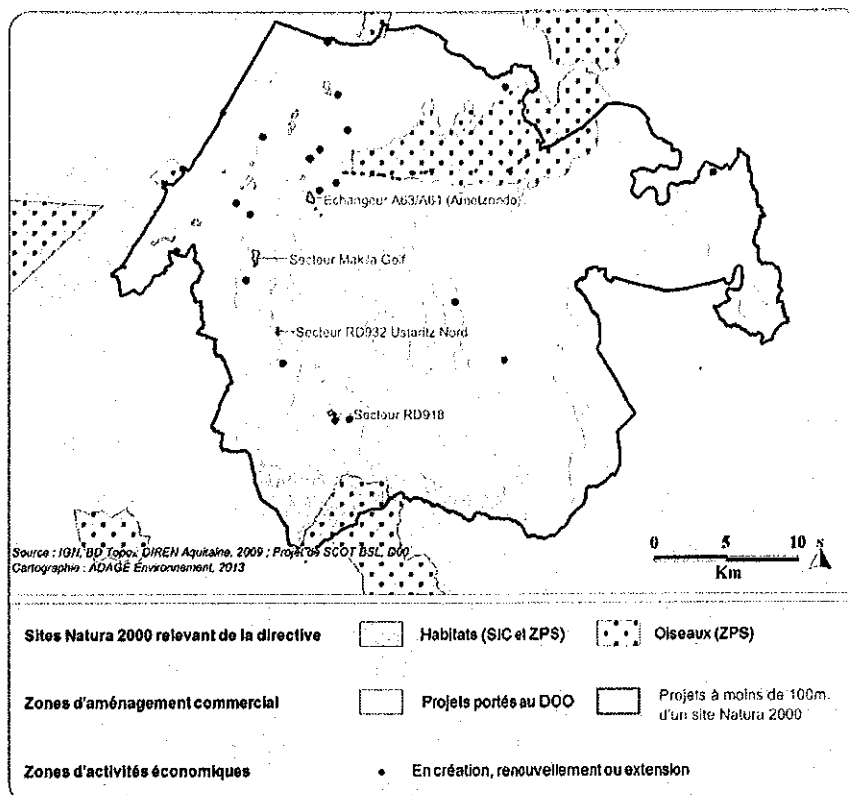 Echangeur A63/A64 (Ametzondo)
Secteur Makila Golf
Secteur RD932 Ustaritz Nord
Secteur RD918
Source : IGN, BD Topo, DIREN Aquitaine, 2009 ; Projet de SCOT BSL, DOO
Cartographie : ADAGE Environnement, 2013
0 5 10
Km
N
Sites Natura 2000 relevant de la directive
Habitats (SIC et ZPS)
Oiseaux (ZPS)
Zones d'aménagement commercial
Projets portés au DOO
Projets à moins de 100m.
d'un site Natura 2000
Zones d'activités économiques
En création, renouvellement ou extension